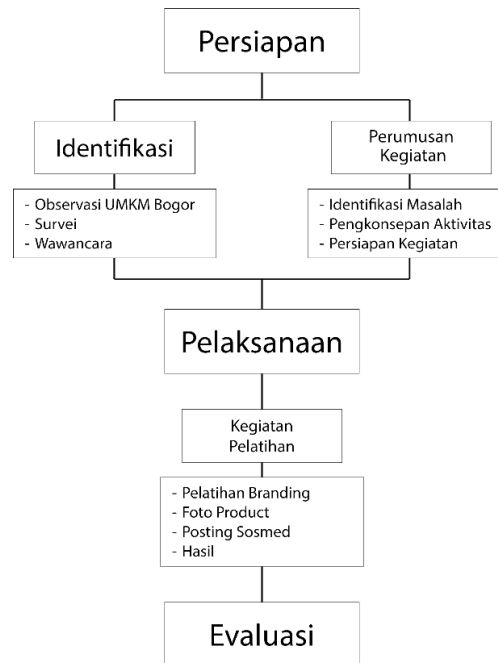 Persiapan
Identifikasi
- Observasi UMKM Bogor
- Survei
- Wawancara
Perumusan
Kegiatan
- Identifikasi Masalah
- Pengkonsepan Aktivitas
- Persiapan Kegiatan
Pelaksanaan
Kegiatan
Pelatihan
- Pelatihan Branding
- Foto Product
- Posting Sosmed
- Hasil
Evaluasi